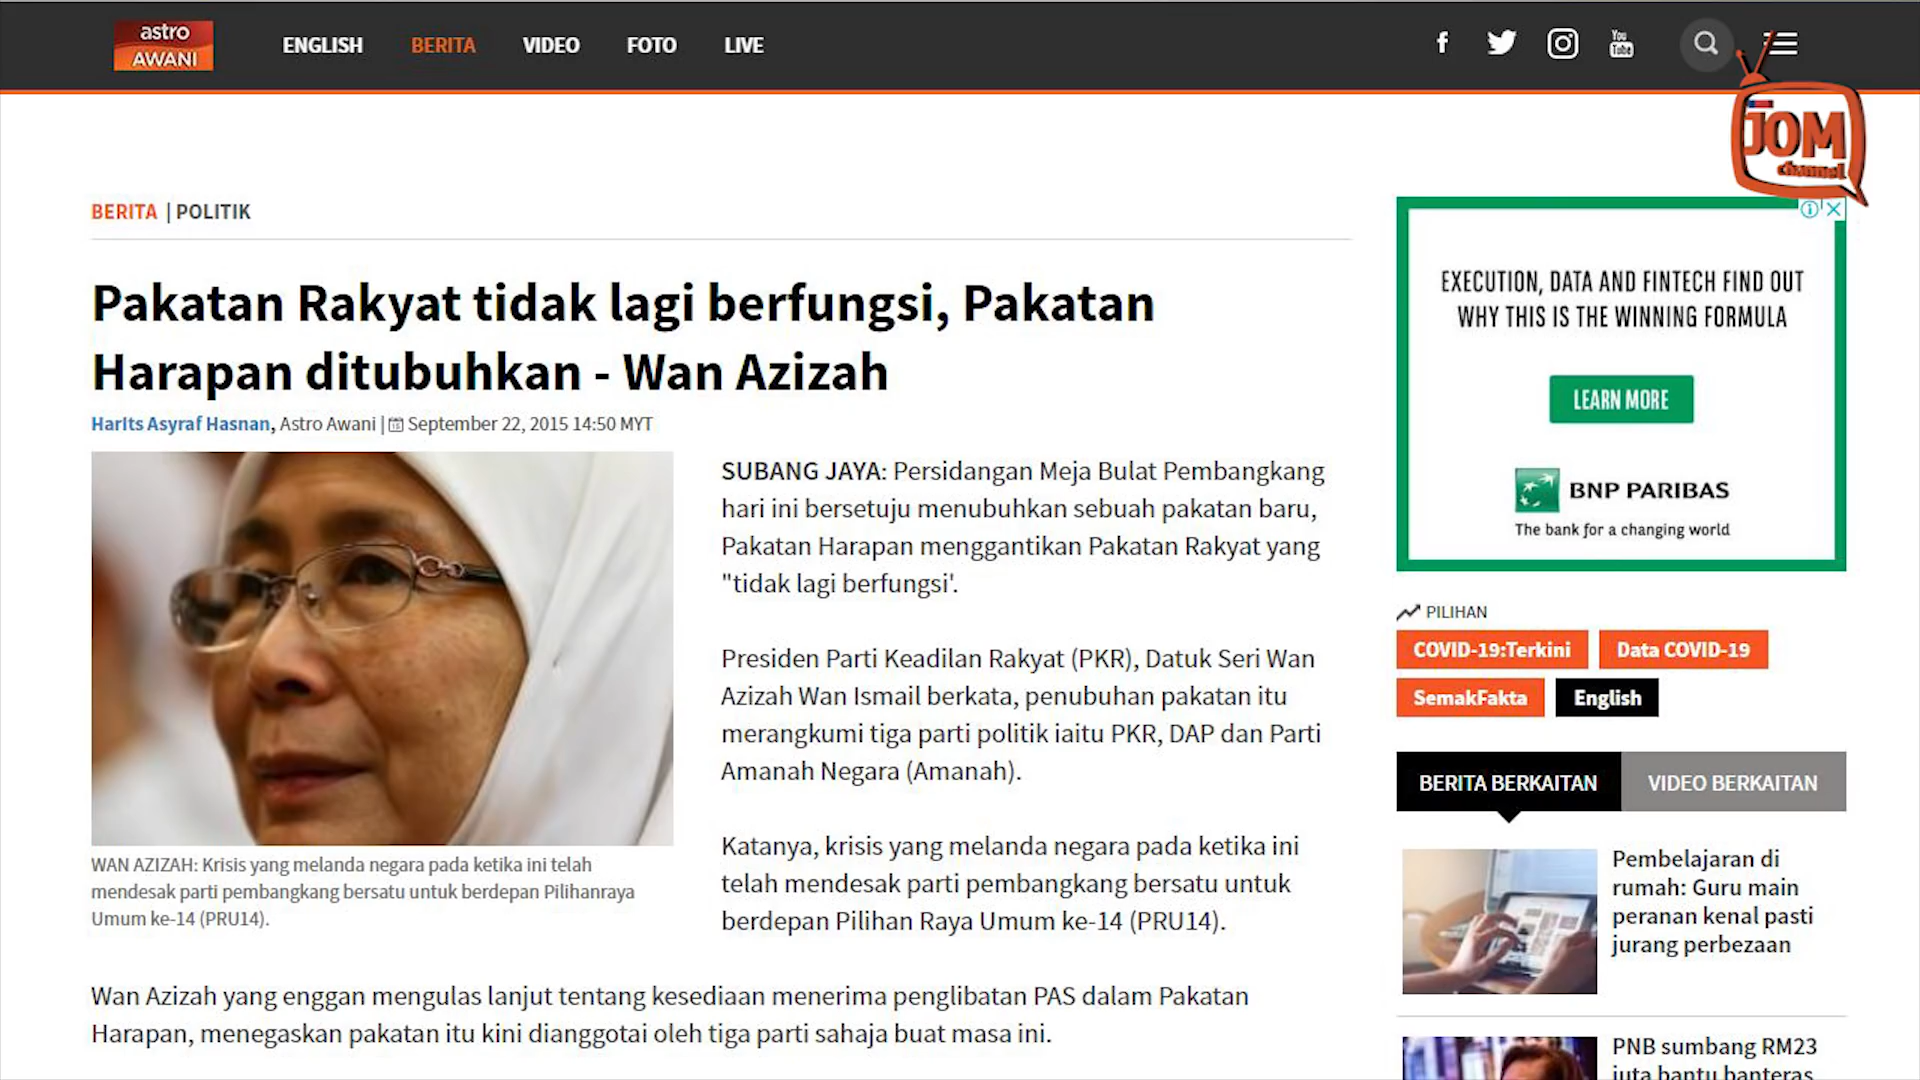 astro
AWANI
ENGLISH
BERITA
VIDEO
FOTO
LIVE
f
You
Tube
JOM
channel
BERITA | POLITIK
Pakatan Rakyat tidak lagi berfungsi, Pakatan
Harapan ditubuhkan - Wan Azizah
Harits Asyraf Hasnan, Astro Awani | September 22, 2015 14:50 MYT
WAN AZIZAH: Krisis yang melanda negara pada ketika ini telah
mendesak parti pembangkang bersatu untuk berdepan Pilihanraya
Umum ke-14 (PRU14).
SUBANG JAYA: Persidangan Meja Bulat Pembangkang
hari ini bersetuju menubuhkan sebuah pakatan baru,
Pakatan Harapan menggantikan Pakatan Rakyat yang
"tidak lagi berfungsi'.
Presiden Parti Keadilan Rakyat (PKR), Datuk Seri Wan
Azizah Wan Ismail berkata, penubuhan pakatan itu
merangkumi tiga parti politik iaitu PKR, DAP dan Parti
Amanah Negara (Amanah).
Katanya, krisis yang melanda negara pada ketika ini
telah mendesak parti pembangkang bersatu untuk
berdepan Pilihan Raya Umum ke-14 (PRU14).
Wan Azizah yang enggan mengulas lanjut tentang kesediaan menerima penglibatan PAS dalam Pakatan
Harapan, menegaskan pakatan itu kini dianggotai oleh tiga parti sahaja buat masa ini.
EXECUTION, DATA AND FINTECH FIND OUT
WHY THIS IS THE WINNING FORMULA
LEARN MORE
BNP PARIBAS
The bank for a changing world
PILIHAN
COVID-19:Terkini
Data COVID-19
SemakFakta
English
BERITA BERKAITAN
VIDEO BERKAITAN
Pembelajaran di
rumah: Guru main
peranan kenal pasti
jurang perbezaan
PNB sumbang RM23
juta bantu banteras